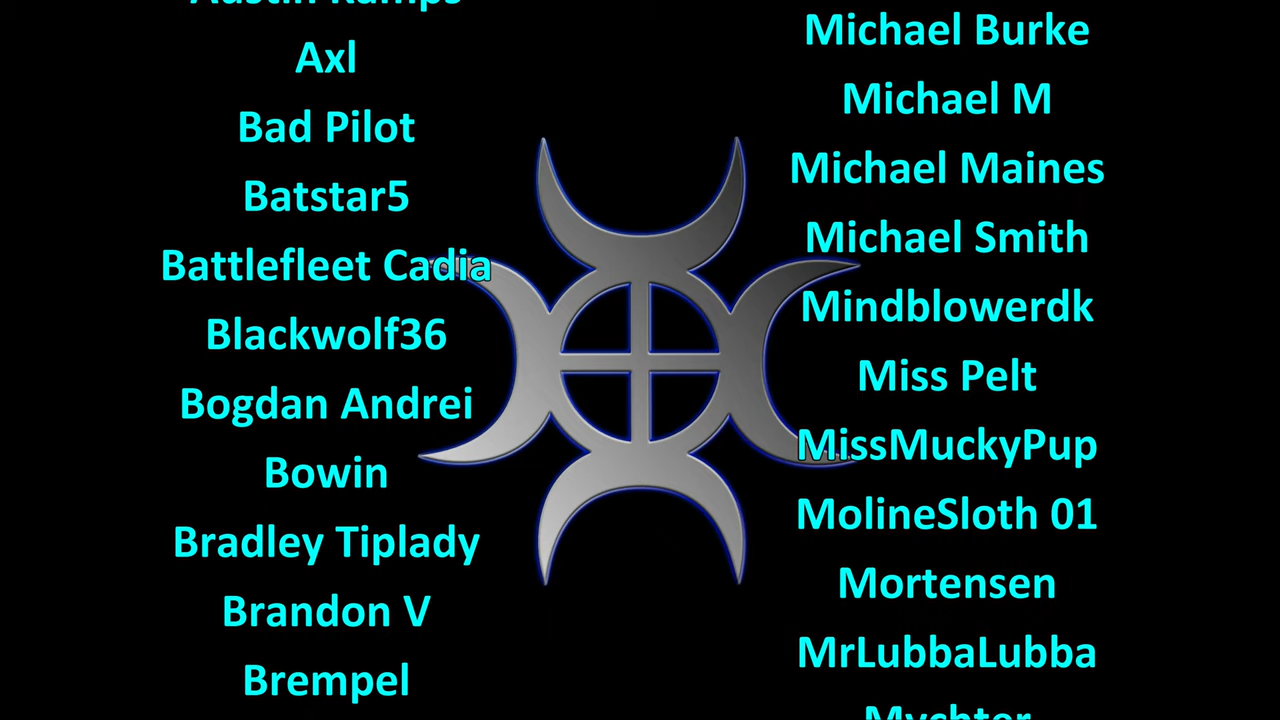 Axl
Bad Pilot
Batstar5
Battlefleet Cadia
Blackwolf36
Bogdan Andrei
Bowin
Bradley Tiplady
Brandon V
Brempel
Michael Burke
Michael M
Michael Maines
Michael Smith
Mindblowerdk
Miss Pelt
MissMuckyPup
MolineSloth 01
Mortensen
MrLubbaLubba